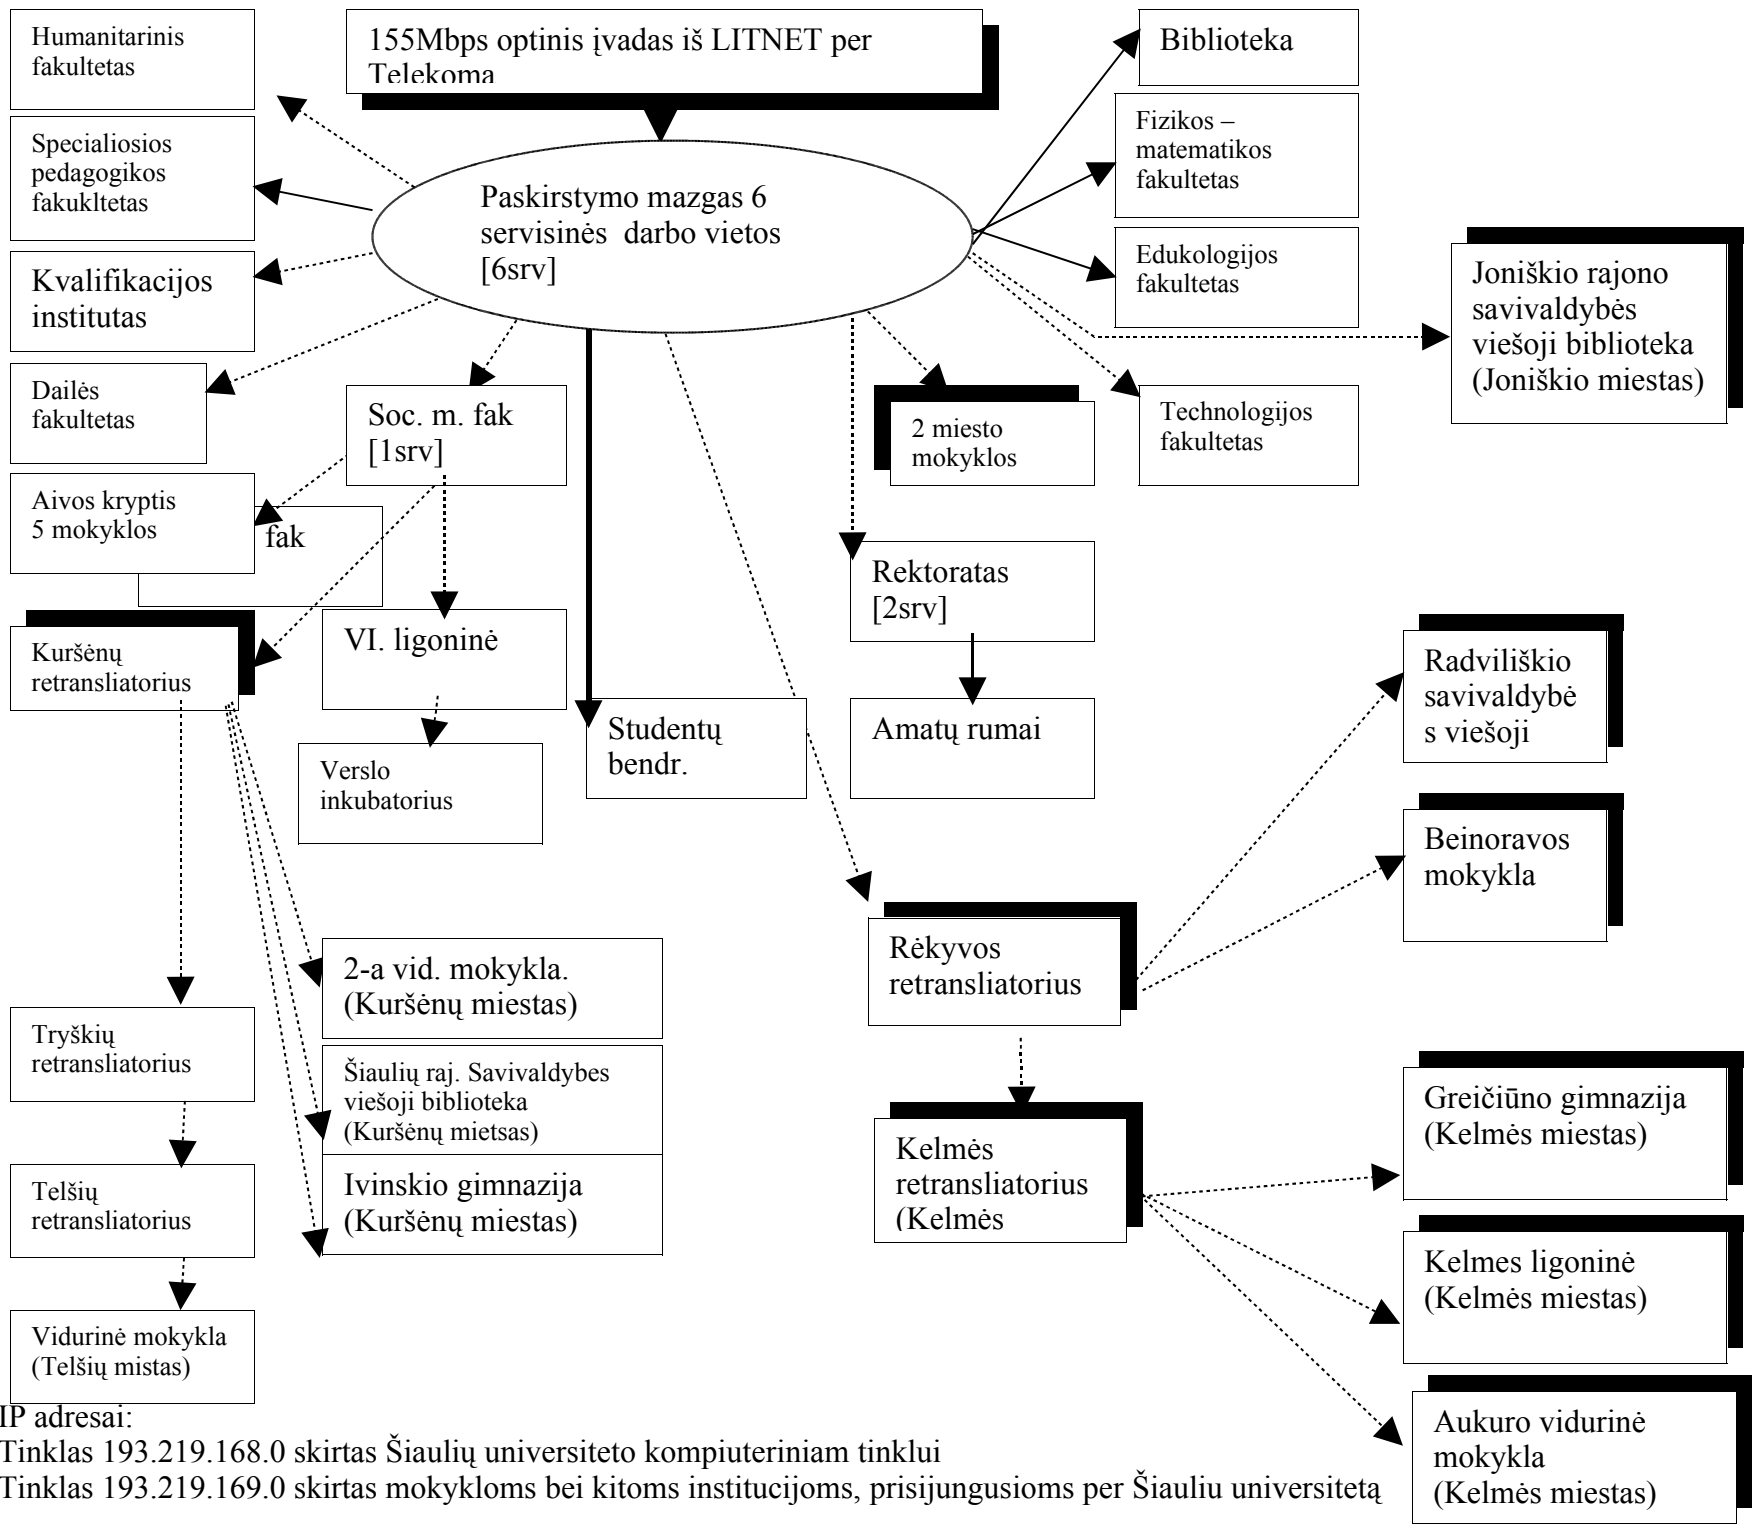 Humanitarinis
fakultetas
155Mbps optinis įvadas iš LITNET per
Telekoma
Biblioteka
Specialiosios
pedagogikos
fakukltetas
Fizikos –
matematikos
fakultetas
Paskirstymo mazgas 6
servisinės darbo vietos
[6srv]
Kvalifikacijos
institutas
Edukologijos
fakultetas
Joniškio rajono
savivaldybės
viešoji biblioteka
(Joniškio miestas)
Dailės
fakultetas
Soc. m. fak
[1srv]
2 miesto
mokyklos
Technologijos
fakultetas
Aivos kryptis
5 mokyklos
fak
Rektoratas
[2srv]
Kuršėnų
retransliatorius
VI. ligoninė
Radviliškio
savivaldybė
s viešoji
Studentų
bendr.
Amatų rumai
Verslo
inkubatorius
Beinoravos
mokykla
2-a vid. mokykla.
(Kuršėnų miestas)
Rėkyvos
retransliatorius
Tryškių
retransliatorius
Šiaulių raj. Savivaldybes
viešoji biblioteka
(Kuršėnų mietsas)
Greičiūno gimnazija
(Kelmės miestas)
Kelmės
retransliatorius
(Kelmės
Telšių
retransliatorius
Ivinskio gimnazija
(Kuršėnų miestas)
Kelmes ligoninė
(Kelmės miestas)
Vidurinė mokykla
(Telšių mistas)
Aukuro vidurinė
mokykla
(Kelmės miestas)
IP adresai:
Tinklas 193.219.168.0 skirtas Šiaulių universiteto kompiuteriniam tinklui
Tinklas 193.219.169.0 skirtas mokykloms bei kitoms institucijoms, prisijungusioms per Šiauliu universitetą